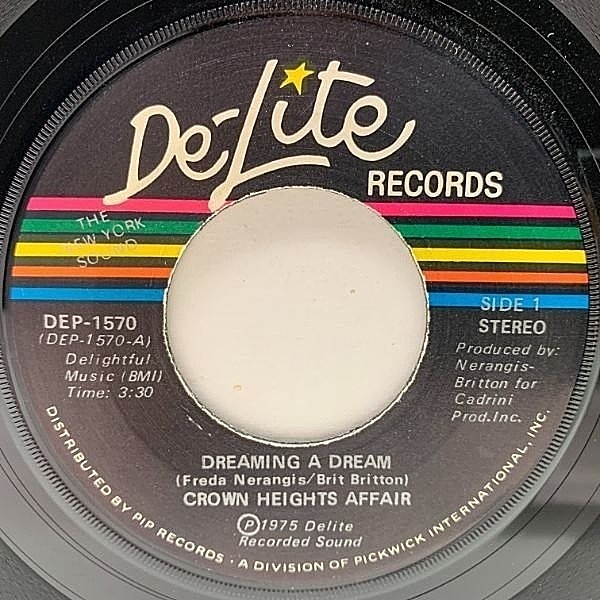 De-Lite
RECORDS
THE
NEW YORK
SOUND
DEP-1570
(DEP-1570-A)
Delightful
Music (BMI)
Time: 3:30
SIDE 1
STEREO
Produced by:
Nerangis-
Britton for
Cadrini
Prod.Inc.
DREAMING A DREAM
(Freda Nerangis/Brit Britton)
CROWN HEIGHTS AFFAIR
Ⓟ1975 Delite
Recorded Sound
DISTRIBUTED BY PIP RECORDS · A DIVISION OF PICKWICK INTERNATIONAL, INC.